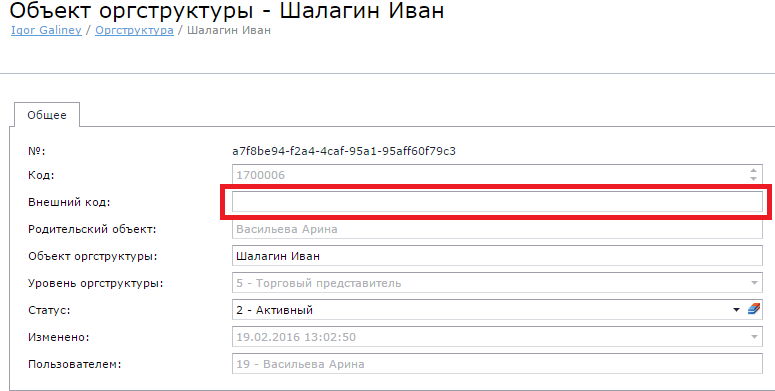 Объект оргструктуры - Шалагин Иван
Igor Galiney / Оргструктура / Шалагин Иван
Общее
№: a7f8be94-f2a4-4caf-95a1-95aff60f79c3
Код: 1700006
Внешний код:
Родительский объект: Васильева Арина
Объект оргструктуры: Шалагин Иван
Уровень оргструктуры: 5 - Торговый представитель
Статус: 2 - Активный
Изменено: 19.02.2016 13:02:50
Пользователем: 19 - Васильева Арина